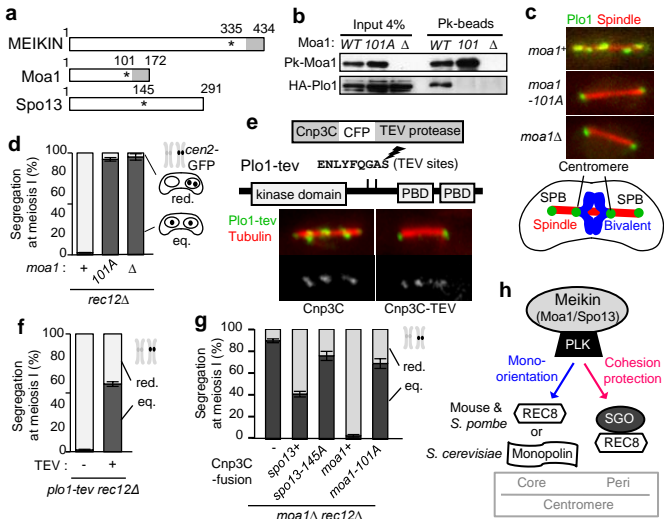 a
1 335 434
MEIKIN *
1 101 172
Moa1 *
1 145 291
Spo13 *
b
Input 4% Pk-beads
Moa1: WT 101A Δ WT 101 Δ
Pk-Moa1
HA-Plo1
c
Plo1 Spindle
moa1+
moa1
-101A
moa1Δ
Centromere
SPB SPB
Spindle Bivalent
d
Segregation
at meiosis I (%)
100
80
60
40
20
0
cen2-
GFP
red.
eq.
moa1 : + 101A Δ
rec12Δ
e
Cnp3C CFP TEV protease
Plo1-tev ENLYFQGAS (TEV sites)
kinase domain PBD PBD
Plo1-tev
Tubulin
Cnp3C Cnp3C-TEV
f
Segregation
at meiosis I (%)
100
80
60
40
20
0
red.
eq.
TEV : - +
plo1-tev rec12Δ
g
Segregation
at meiosis I (%)
100
80
60
40
20
0
red.
eq.
Cnp3C
-fusion
- spo13+ spo13-145A moa1+ moa1-101A
moa1Δ rec12Δ
h
Meikin
(Moa1/Spo13)
PLK
Mono-
orientation
Cohesion
protection
Mouse &
S. pombe
REC8
or
S. cerevisiae Monopolin
SGO
REC8
Core Peri
Centromere